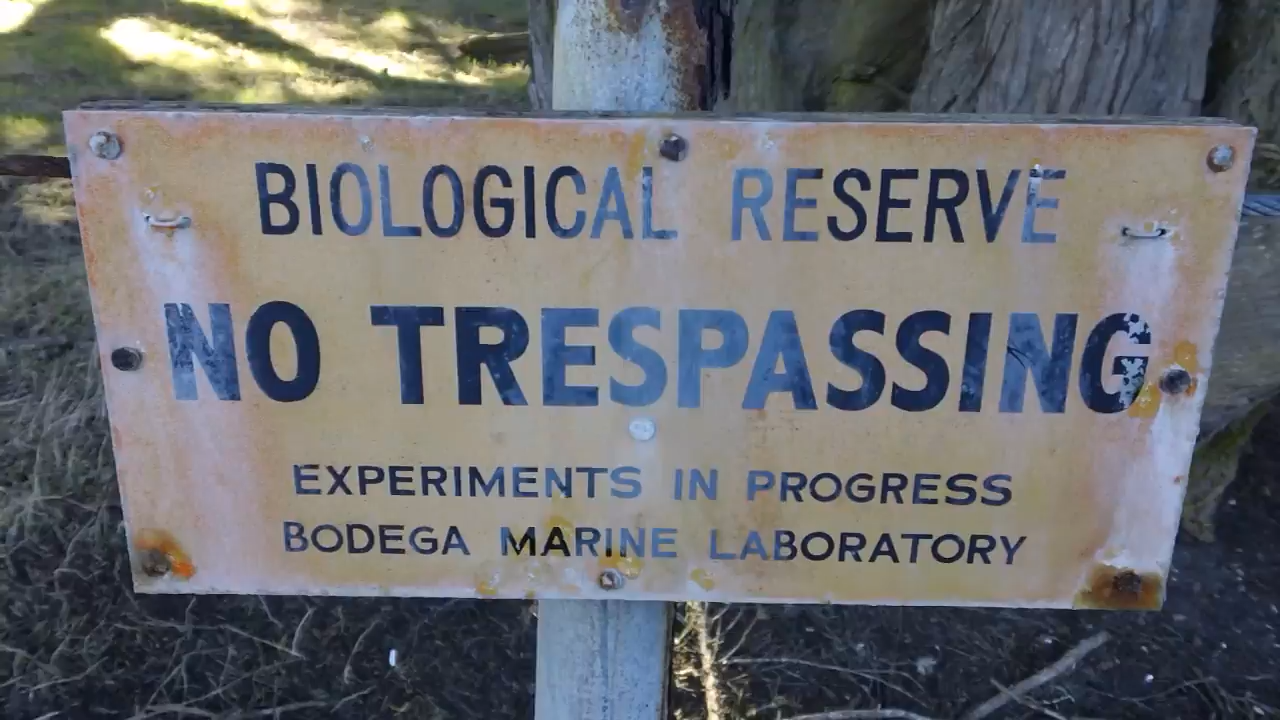 BIOLOGICAL RESERVE
NO TRESPASSING
EXPERIMENTS IN PROGRESS
BODEGA MARINE LABORATORY